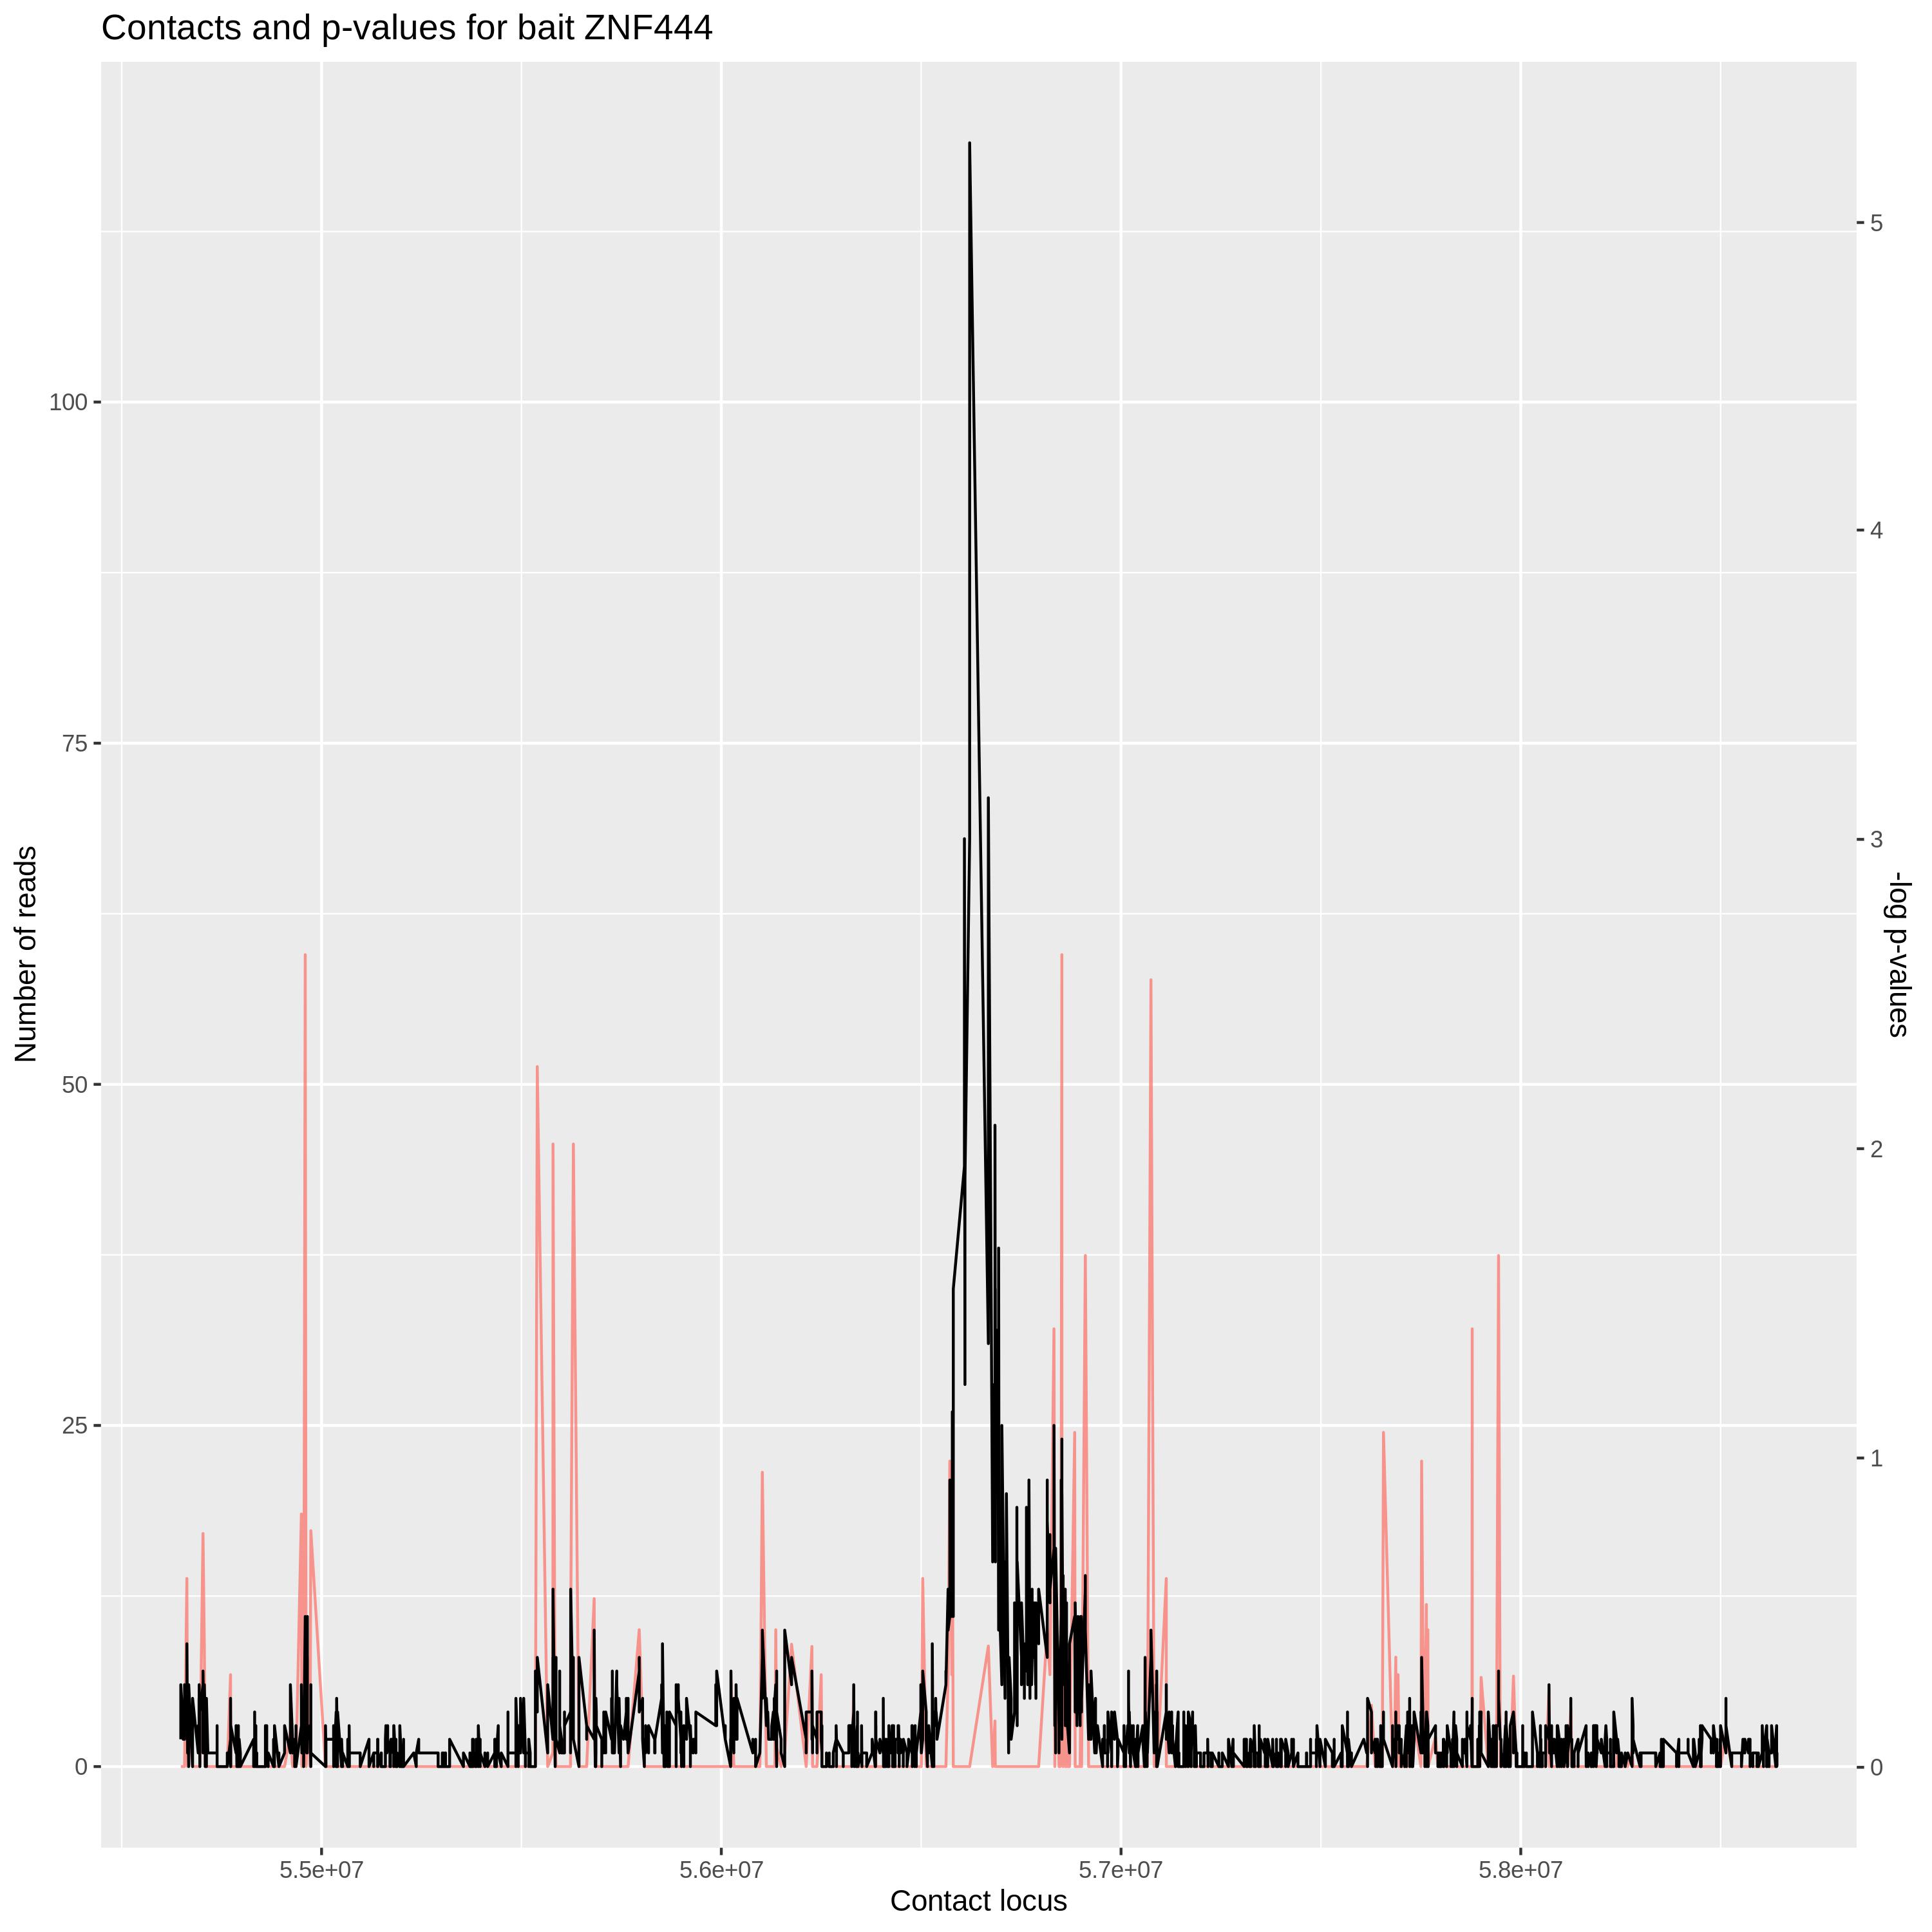 Contacts and p-values for bait ZNF444
100
75
50
25
0
Number of reads
5
4
3
2
1
0
-log p-values
5.5e+07 5.6e+07 5.7e+07 5.8e+07
Contact locus